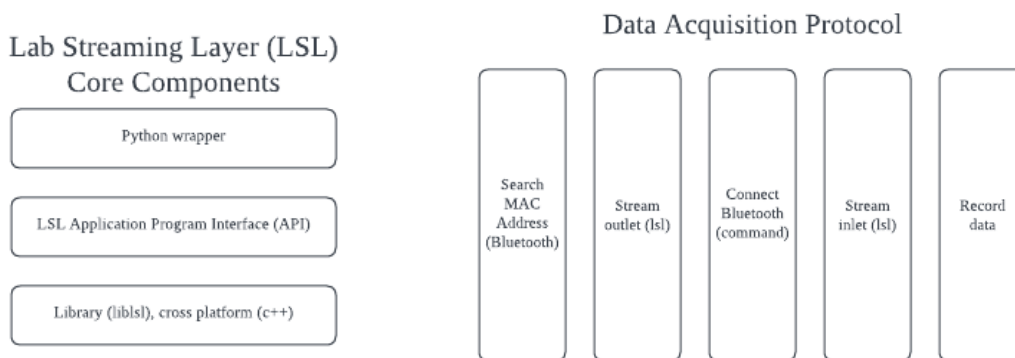 Lab Streaming Layer (LSL)
Core Components
Python wrapper
LSL Application Program Interface (API)
Library (liblsl), cross platform (c++)
Data Acquisition Protocol
Search
MAC
Address
(Bluetooth)
Stream
outlet (lsl)
Connect
Bluetooth
(command)
Stream
inlet (lsl)
Record
data